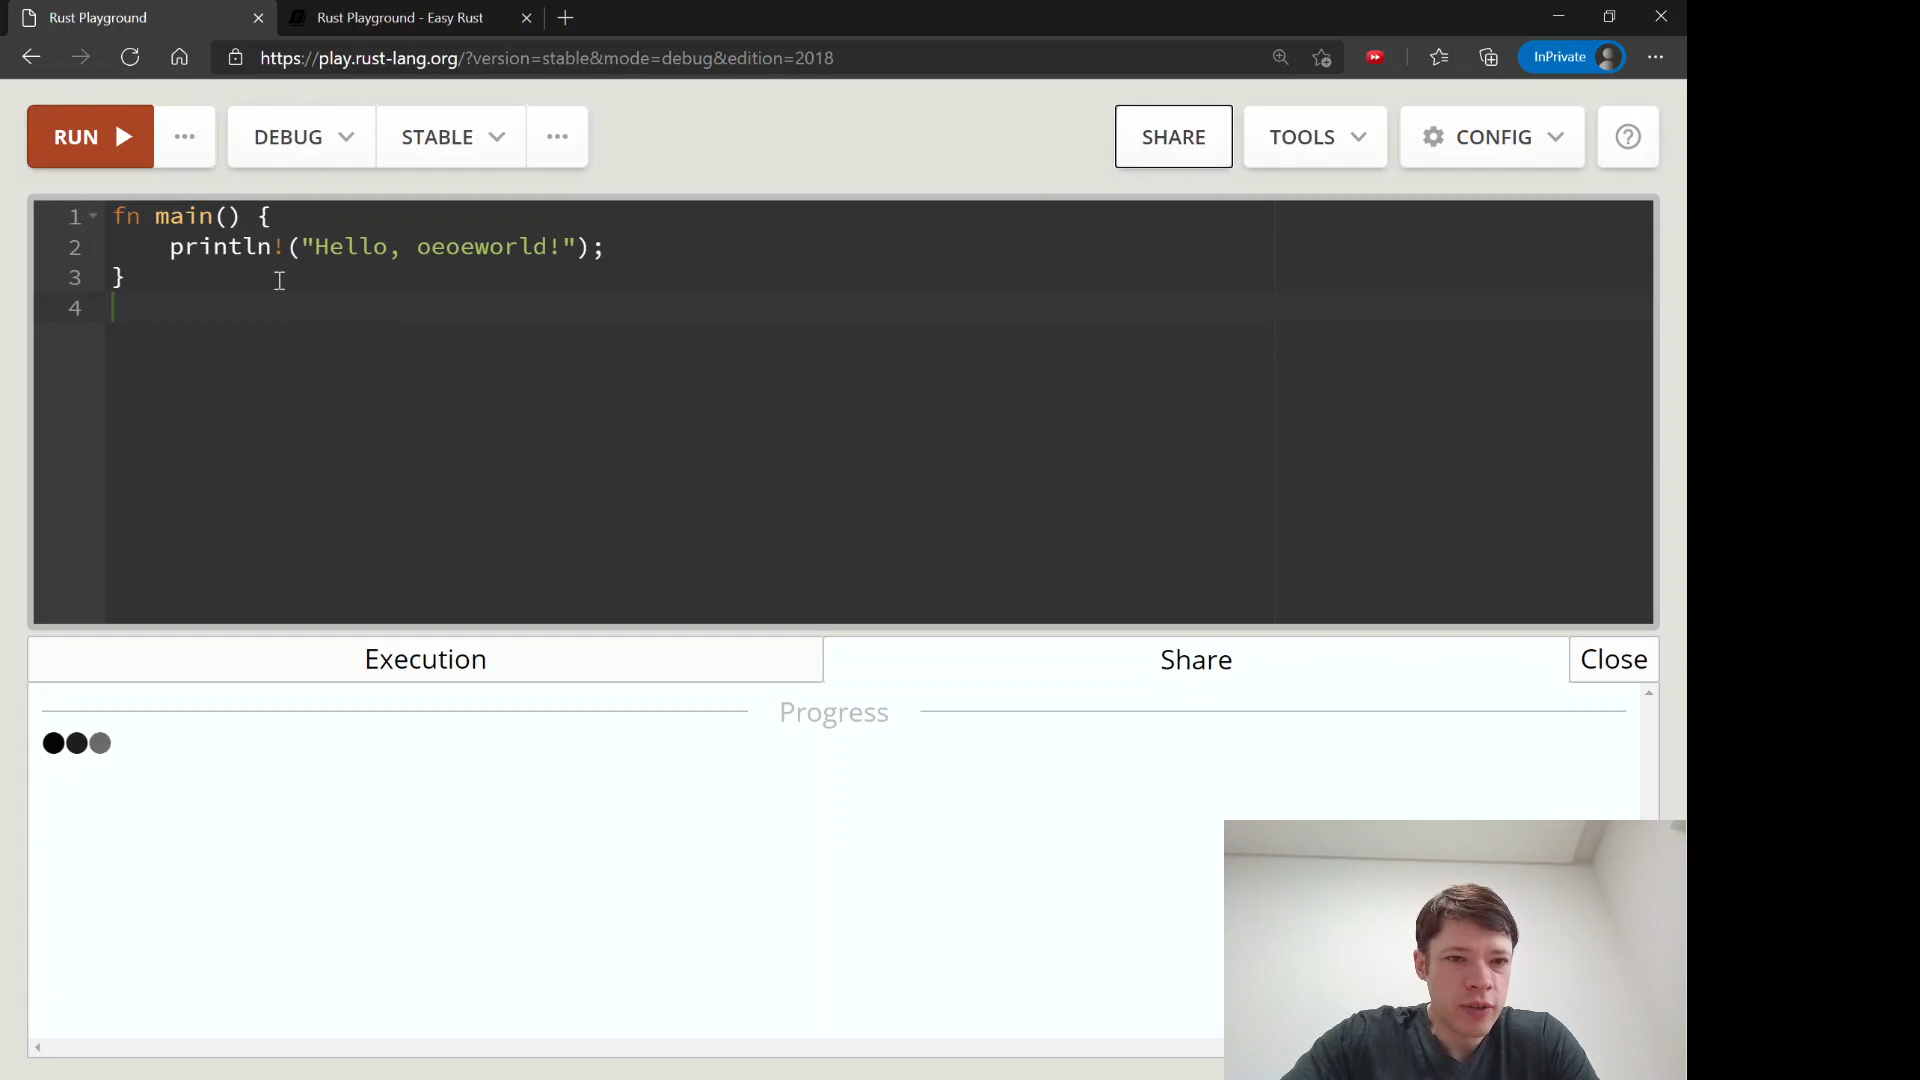 Rust Playground
Rust Playground - Easy Rust
https://play.rust-lang.org/?version=stable&mode=debug&edition=2018
InPrivate
RUN
DEBUG
STABLE
SHARE
TOOLS
CONFIG
1 fn main() {
2 println!("Hello, oeoeworld!");
3 }
4
Execution
Share
Close
Progress